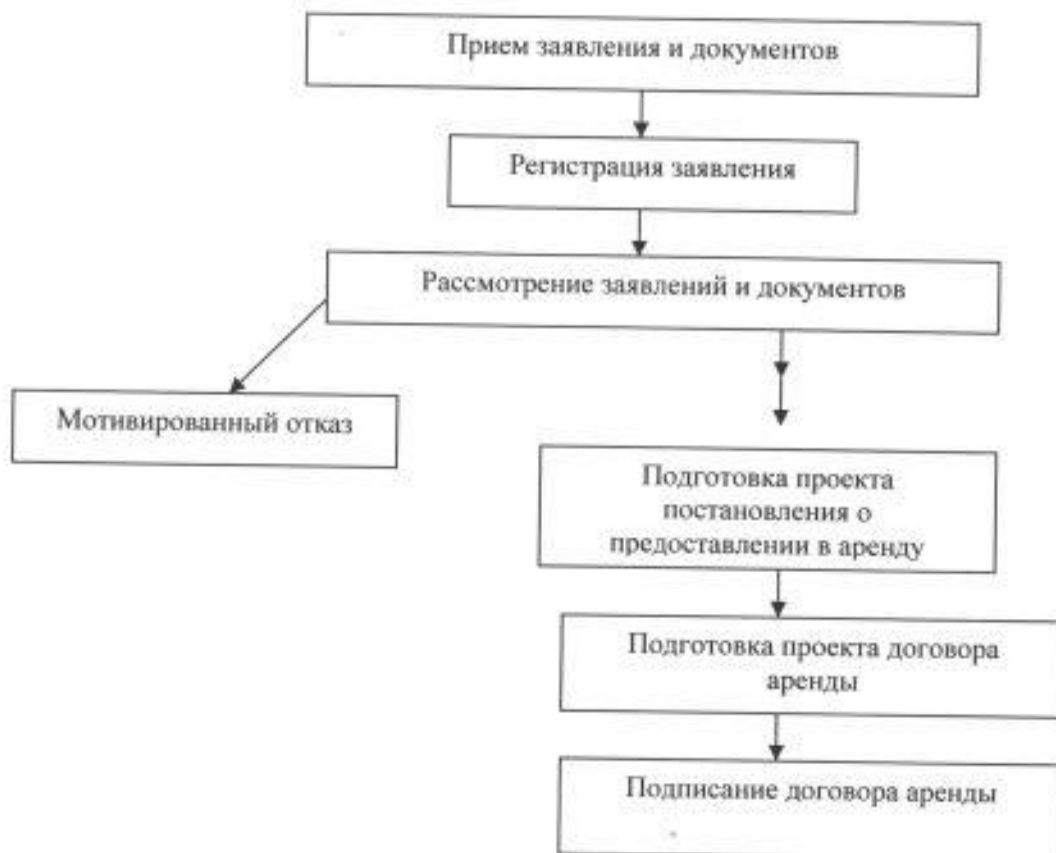 Прием заявления и документов
Регистрация заявления
Рассмотрение заявлений и документов
Мотивированный отказ
Подготовка проекта
постановления о
предоставлении в аренду
Подготовка проекта договора
аренды
Подписание договора аренды